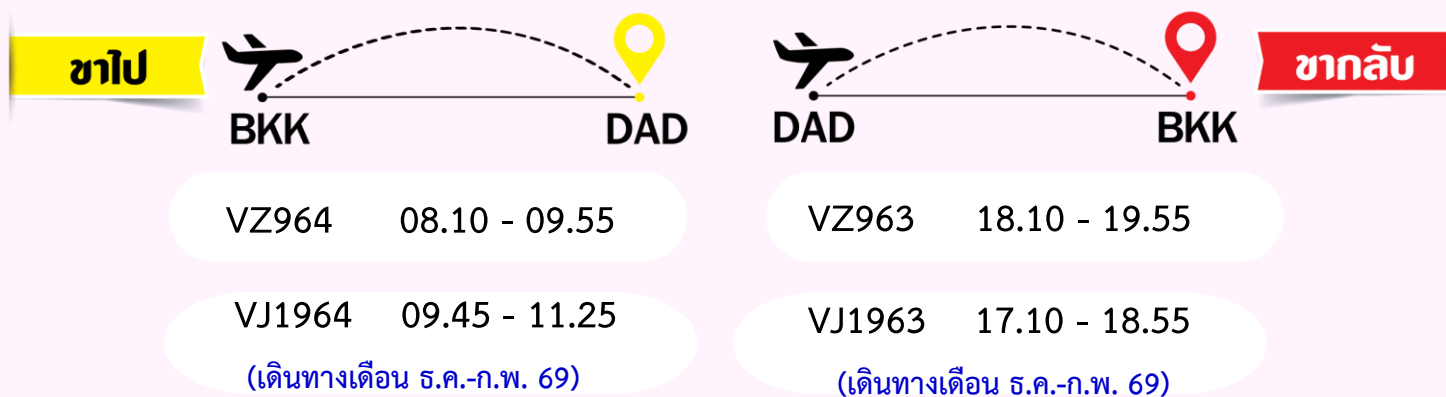 ขาไป
BKK DAD
VZ964 08.10 - 09.55
VJ1964 09.45 - 11.25
(เดินทางเดือน ธ.ค.-ก.พ. 69)
ขากลับ
DAD BKK
VZ963 18.10 - 19.55
VJ1963 17.10 - 18.55
(เดินทางเดือน ธ.ค.-ก.พ. 69)